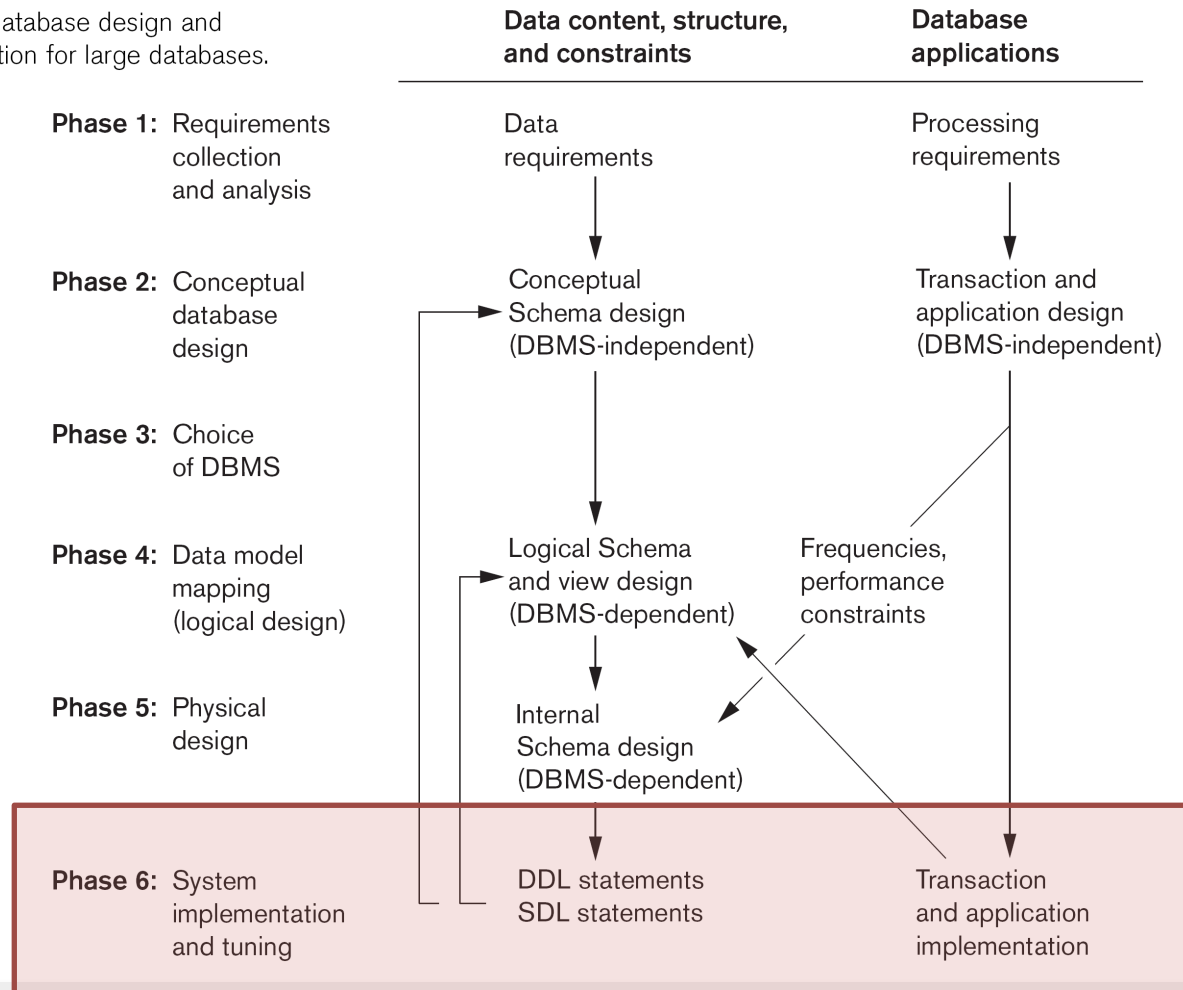 atabase design and
tion for large databases.
Data content, structure,
and constraints
Database
applications
Phase 1: Requirements
collection
and analysis
Data
requirements
Processing
requirements
Phase 2: Conceptual
database
design
Conceptual
Schema design
(DBMS-independent)
Transaction and
application design
(DBMS-independent)
Phase 3: Choice
of DBMS
Phase 4: Data model
mapping
(logical design)
Logical Schema
and view design
(DBMS-dependent)
Frequencies,
performance
constraints
Phase 5: Physical
design
Internal
Schema design
(DBMS-dependent)
Phase 6: System
implementation
and tuning
DDL statements
SDL statements
Transaction
and application
implementation